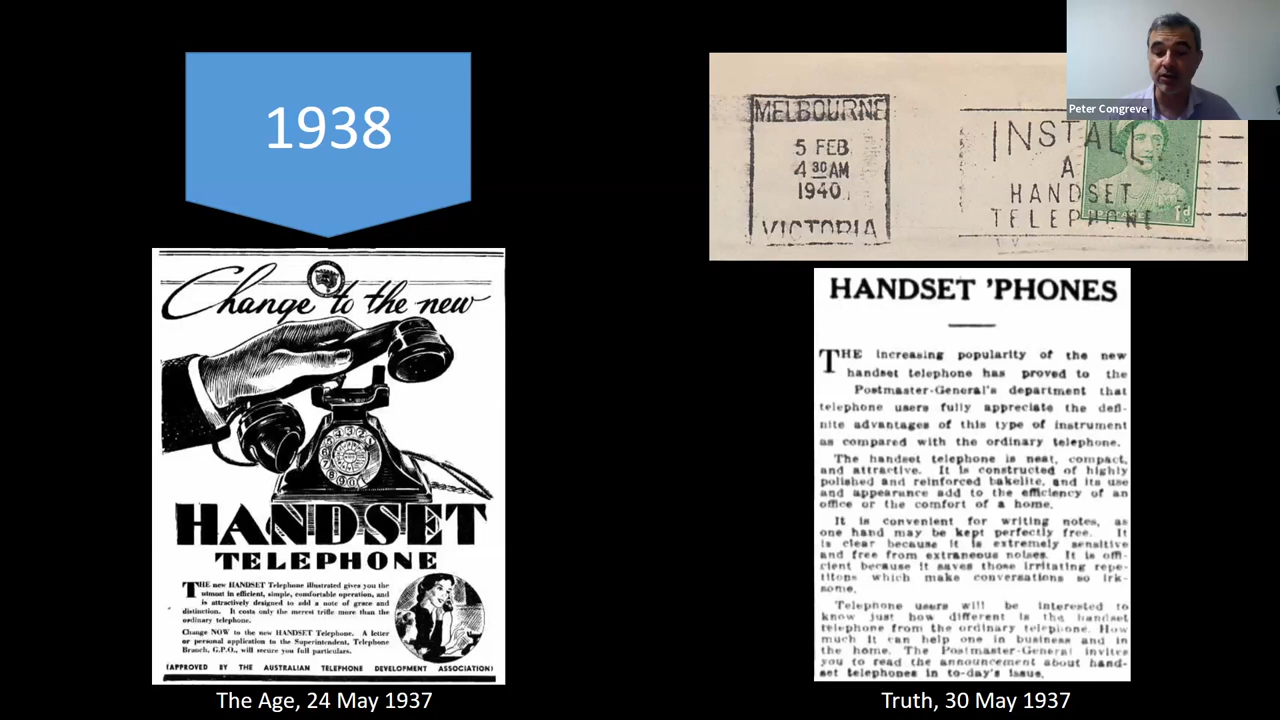 1938
MELBOURNE
5 FEB
4 30 AM
1940
VICTORIA
INSTALL
A
HANDSET
TELEPHONE
1d
Peter Congreve
Change to the new
HANDSET
TELEPHONE
THE new HANDSET Telephone illustrated gives you the
utmost in efficient, simple, comfortable operation, and
is attractively designed to add a note of grace and
distinction. It costs only the merest trifle more than the
ordinary telephone.
Change NOW to the new HANDSET Telephone. A letter
or personal application to the Superintendent, Telephone
Branch, G.P.O., will secure you full particulars.
(APPROVED BY THE AUSTRALIAN TELEPHONE DEVELOPMENT ASSOCIATION)
The Age, 24 May 1937
HANDSET 'PHONES
THE increasing popularity of the new
handset telephone has proved to the
Postmaster-General's department that
telephone users fully appreciate the defi-
nite advantages of this type of instrument
as compared with the ordinary telephone.
The handset telephone is neat, compact,
and attractive. It is constructed of highly
polished and reinforced bakelite, and its use
and appearance add to the efficiency of an
office or the comfort of a home.
It is convenient for writing notes, as
one hand may be kept perfectly free. It
is clear because it is extremely sensitive
and free from extraneous noises. It is effi-
cient because it saves those irritating repe-
titons which make conversations so irk-
some.
Telephone users will be interested to
know just how different is the handset
telephone from the ordinary telephone. How
much it can help one in business and in
the home. The Postmaster-General invites
you to read the announcement about hand-
set telephones in to-day's issue.
Truth, 30 May 1937